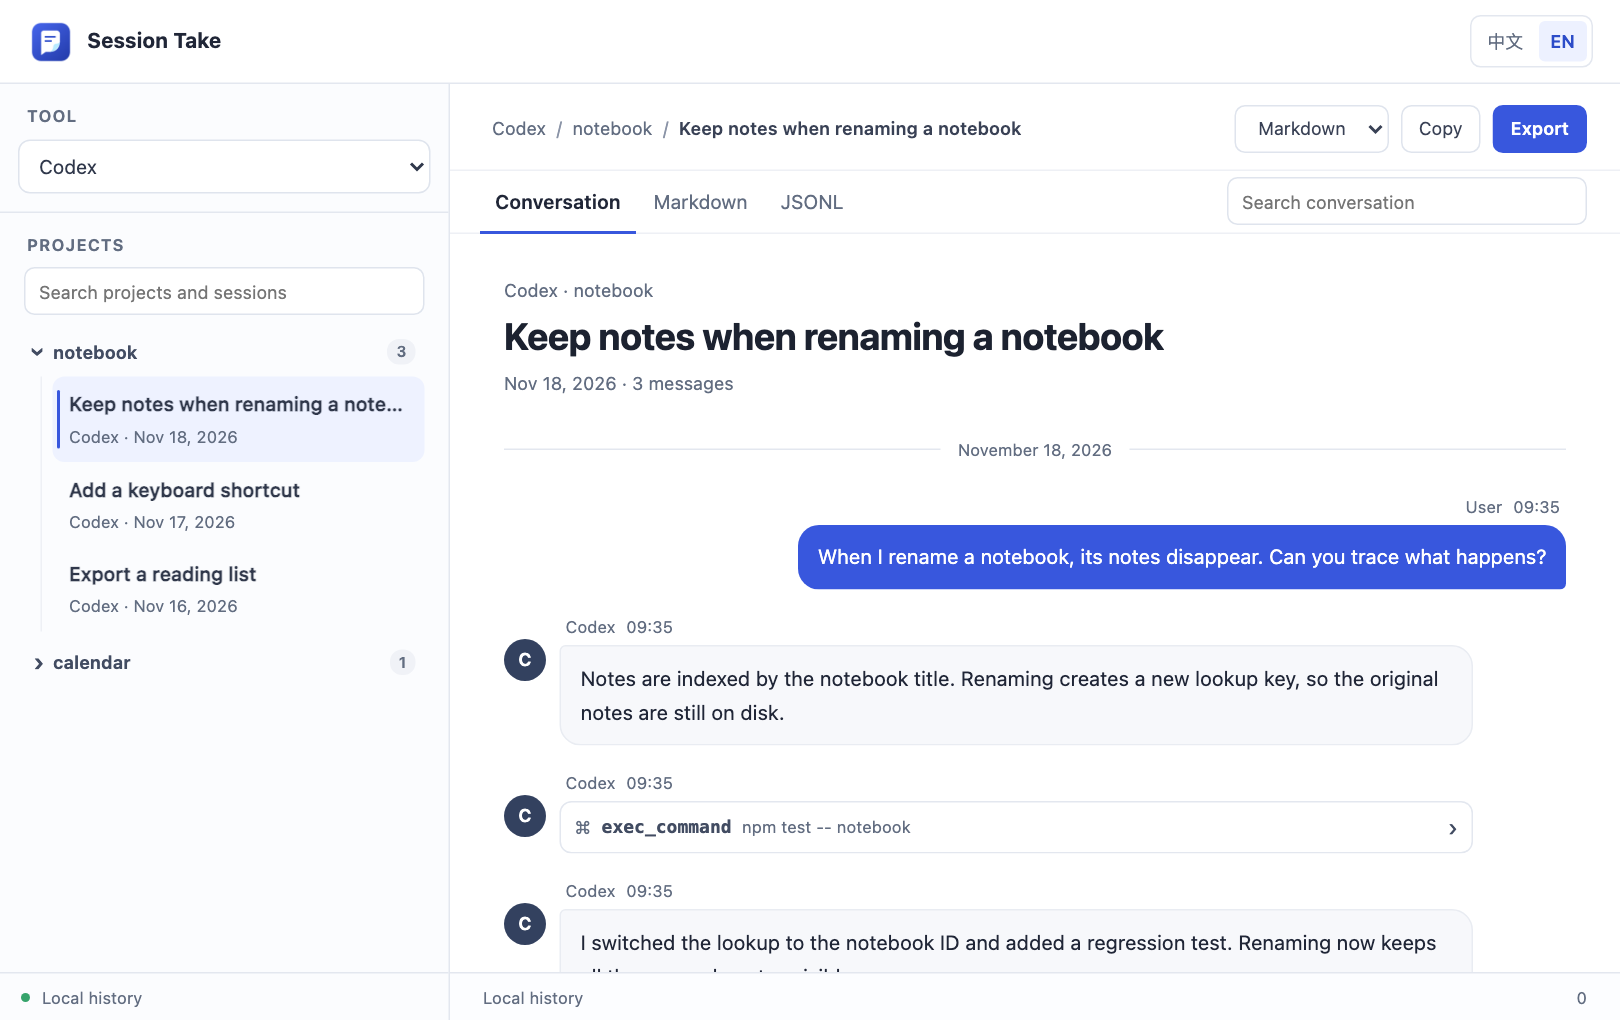 Session Take
中文 EN
TOOL
Codex
PROJECTS
Search projects and sessions
notebook 3
Keep notes when renaming a note...
Codex · Nov 18, 2026
Add a keyboard shortcut
Codex · Nov 17, 2026
Export a reading list
Codex · Nov 16, 2026
calendar 1
Local history
Codex / notebook / Keep notes when renaming a notebook
Markdown Copy Export
Conversation Markdown JSONL
Search conversation
Codex · notebook
Keep notes when renaming a notebook
Nov 18, 2026 · 3 messages
November 18, 2026
User 09:35
When I rename a notebook, its notes disappear. Can you trace what happens?
Codex 09:35
C
Notes are indexed by the notebook title. Renaming creates a new lookup key, so the original
notes are still on disk.
Codex 09:35
C
⌘ exec_command npm test -- notebook
Codex 09:35
C
I switched the lookup to the notebook ID and added a regression test. Renaming now keeps
Local history 0